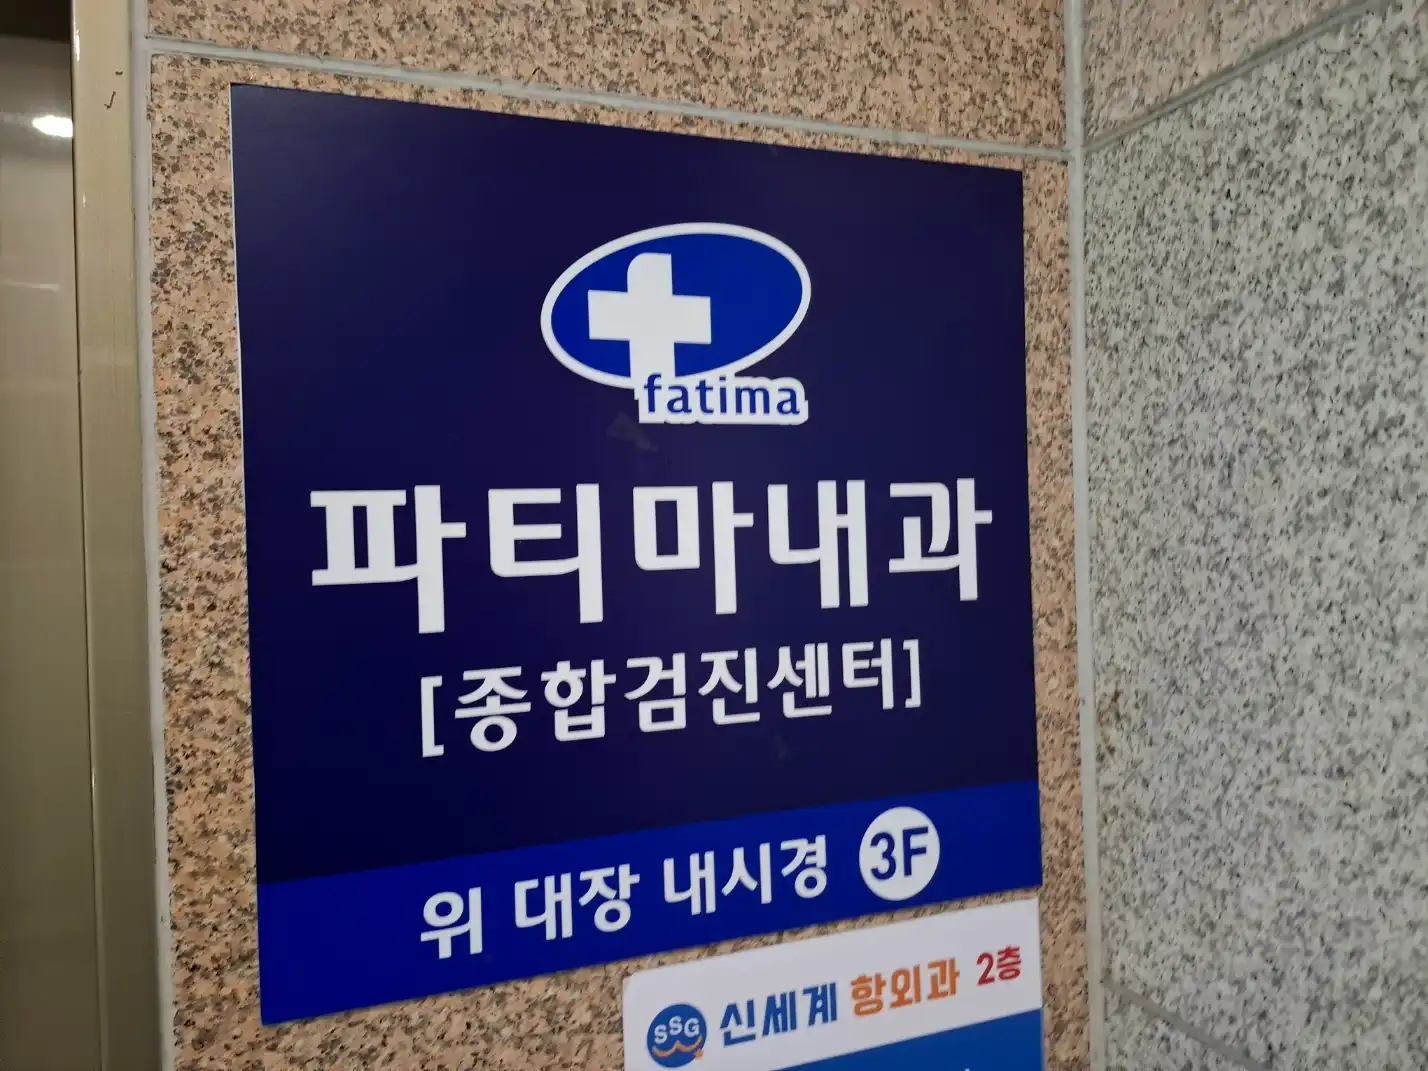 fatima
파티마내과
[종합검진센터]
위 대장 내시경 3F
SSG 신세계 항외과 2층